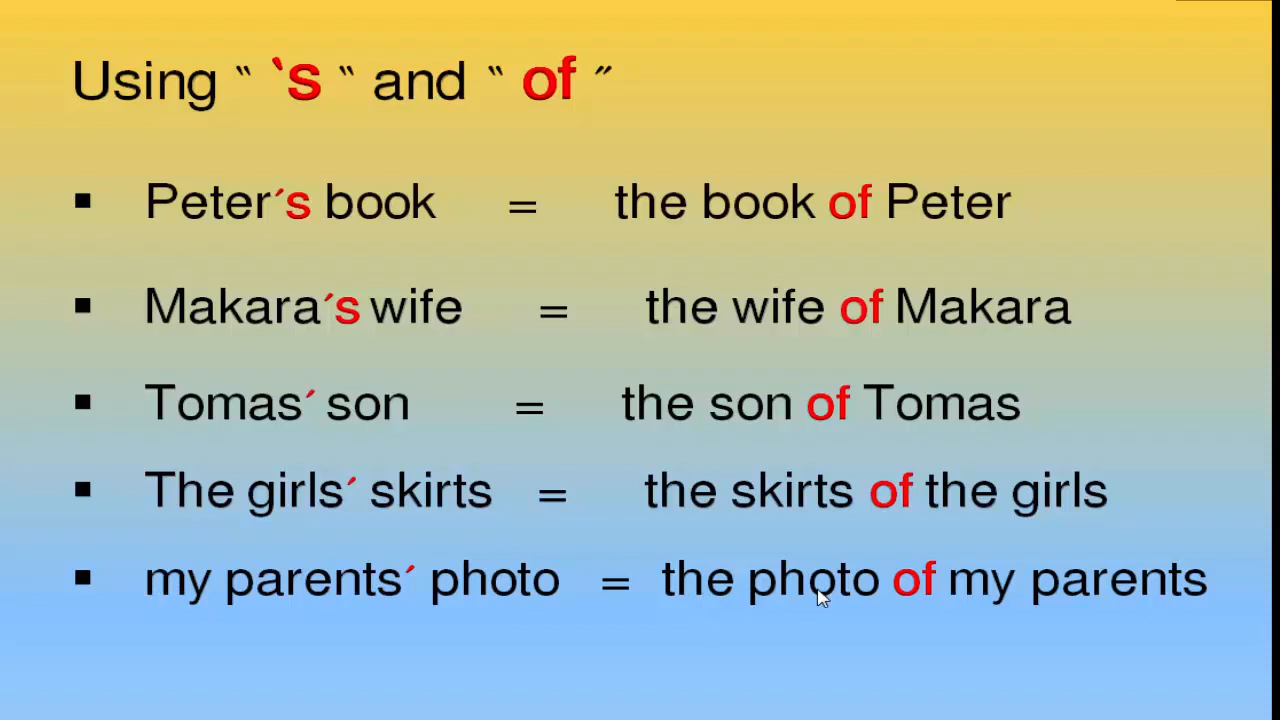 Using “ ‘s “ and “ of ”
▪ Peter´s book = the book of Peter
▪ Makara´s wife = the wife of Makara
▪ Tomas´ son = the son of Tomas
▪ The girls´ skirts = the skirts of the girls
▪ my parents´ photo = the photo of my parents